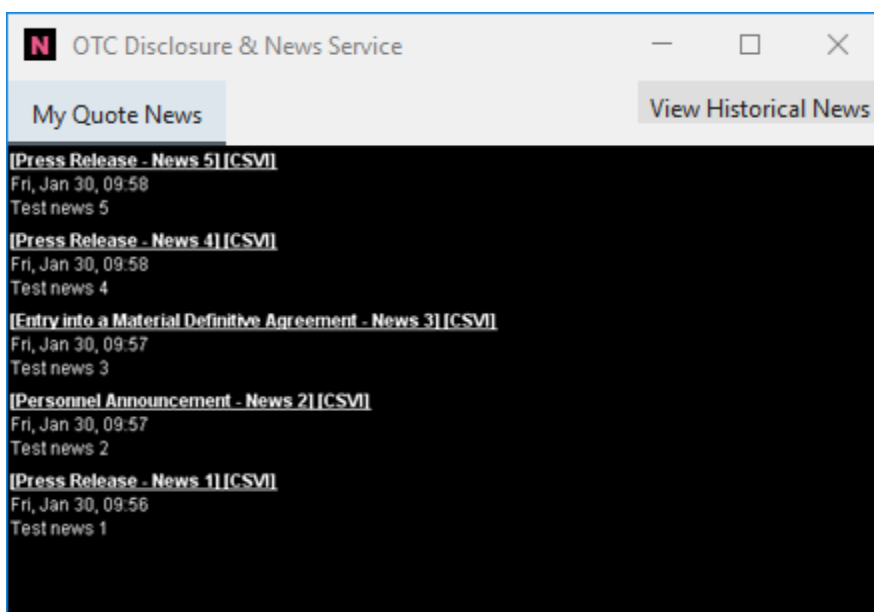 N OTC Disclosure & News Service
My Quote News
View Historical News
[Press Release - News 5] [CSVI]
Fri, Jan 30, 09:58
Test news 5
[Press Release - News 4] [CSVI]
Fri, Jan 30, 09:58
Test news 4
[Entry into a Material Definitive Agreement - News 3] [CSVI]
Fri, Jan 30, 09:57
Test news 3
[Personnel Announcement - News 2] [CSVI]
Fri, Jan 30, 09:57
Test news 2
[Press Release - News 1] [CSVI]
Fri, Jan 30, 09:56
Test news 1